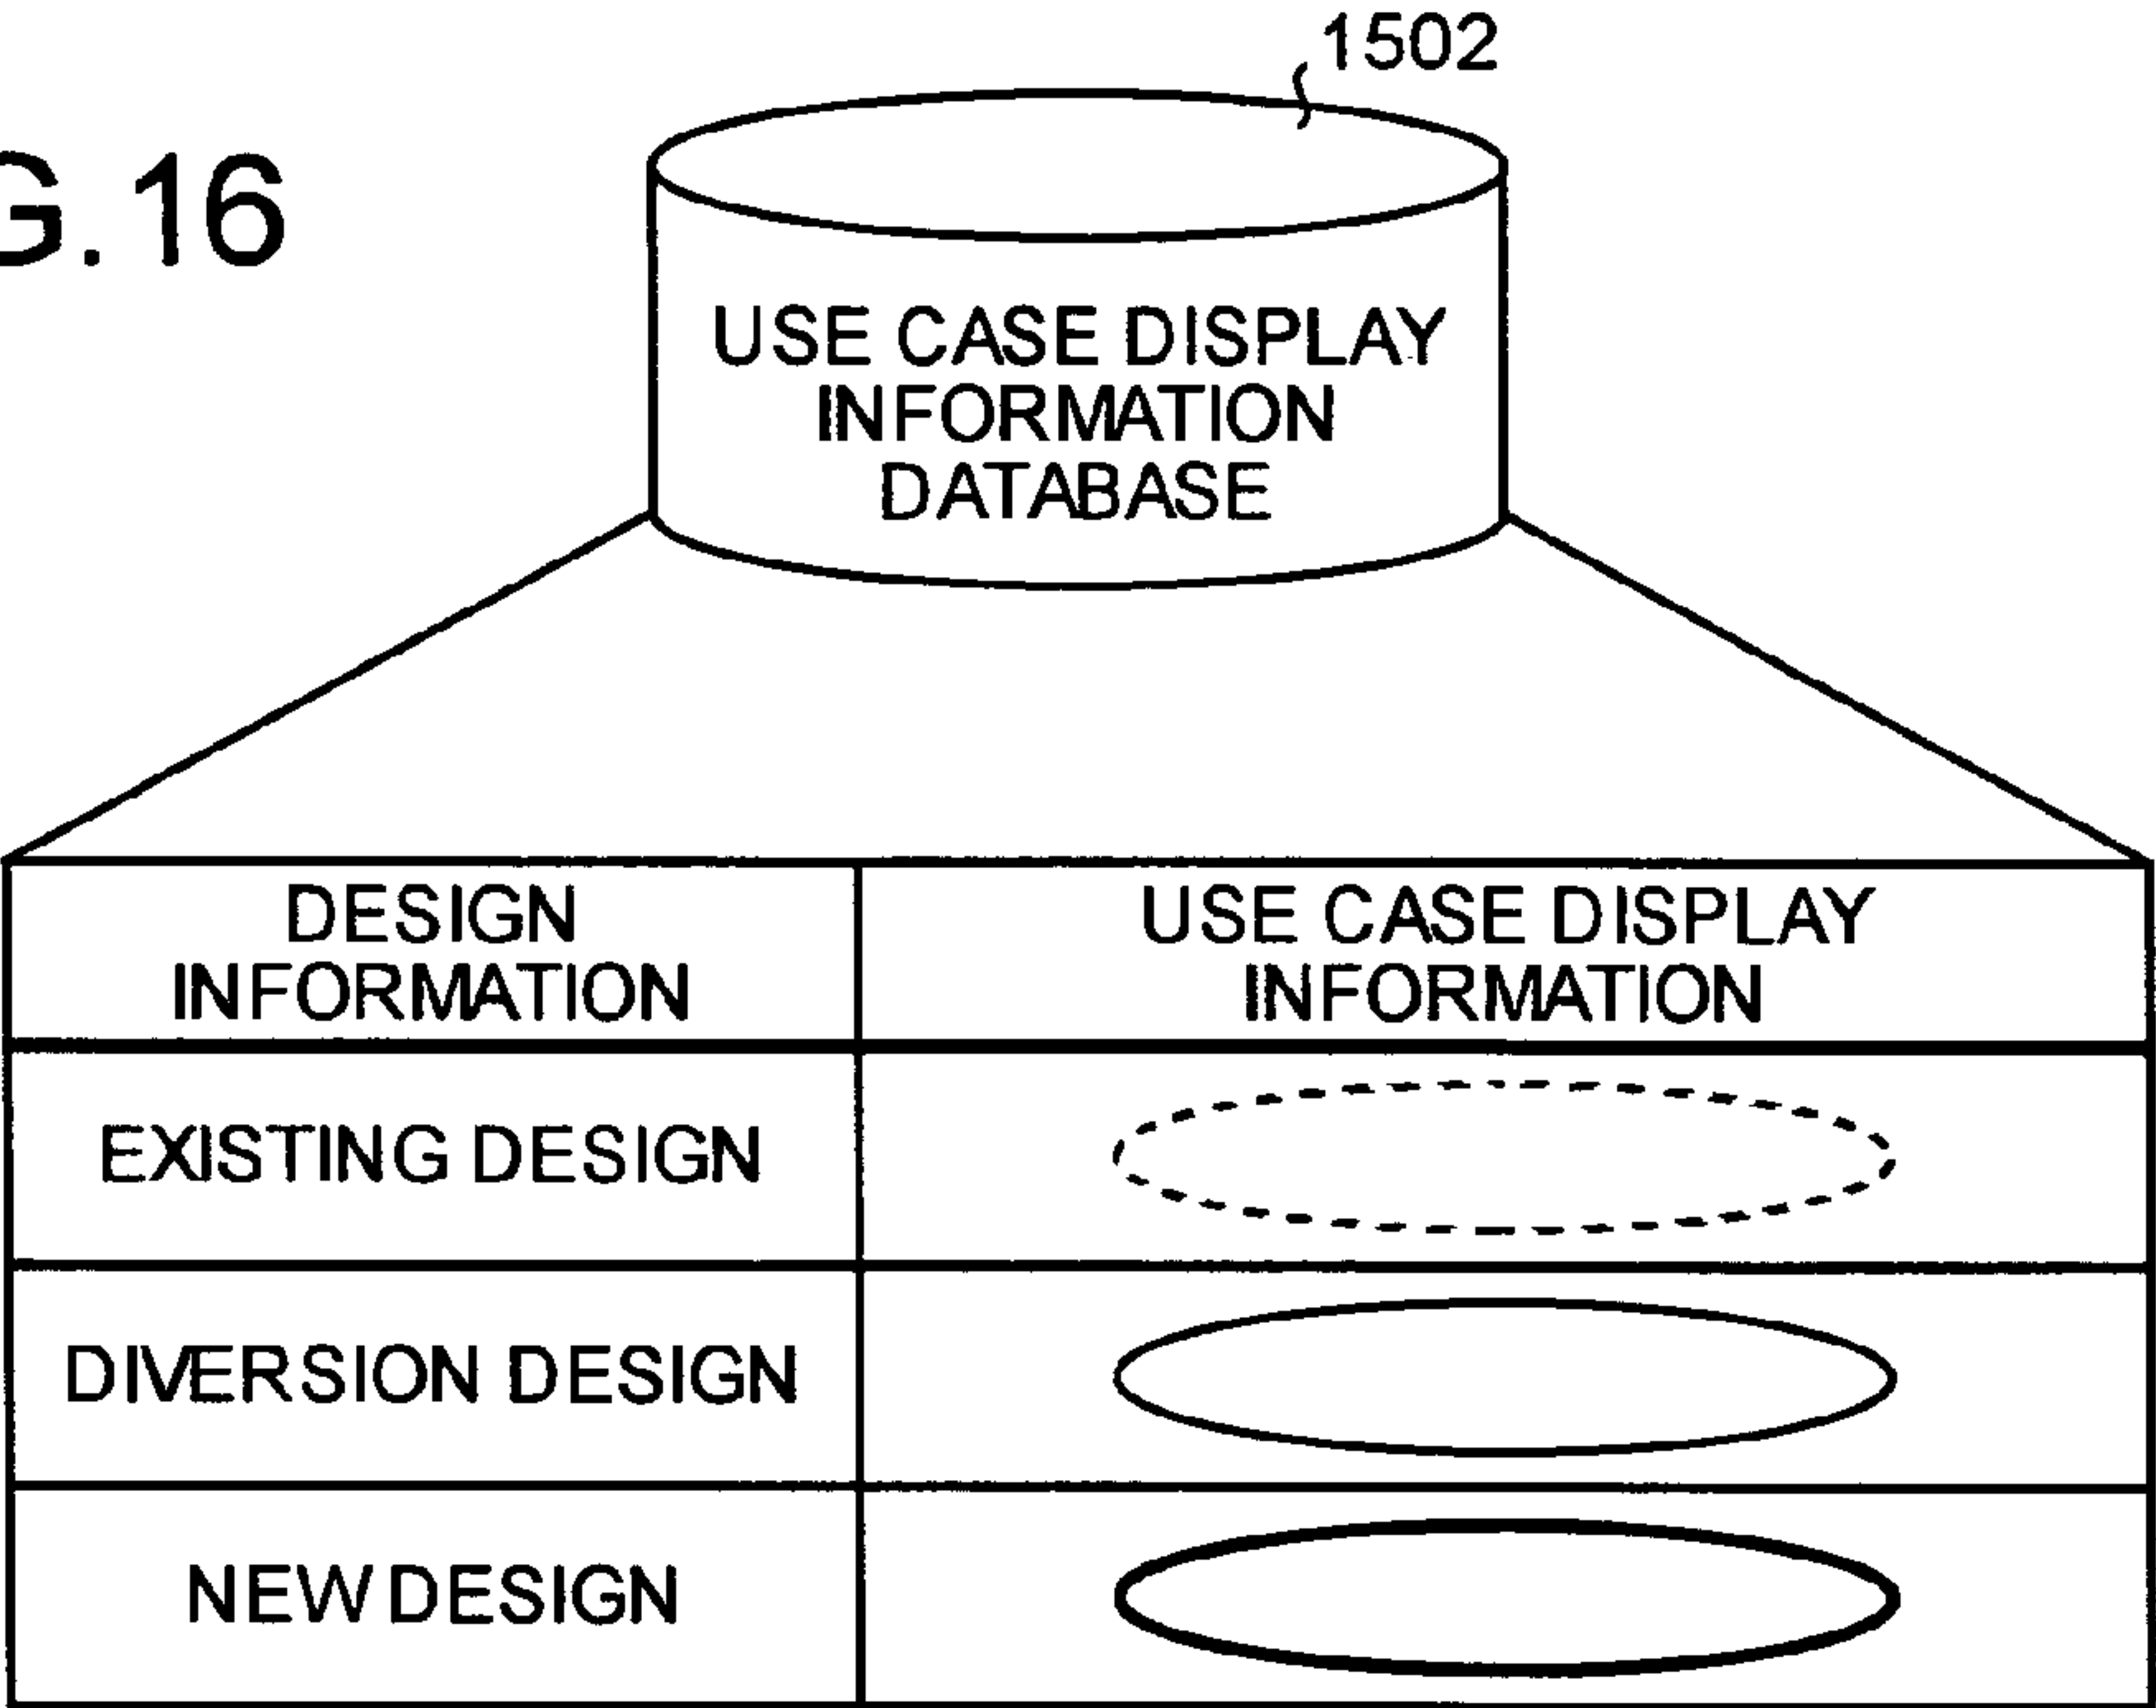 1502
G.16
USE CASE DISPLAY
INFORMATION
DATABASE
DESIGN
INFORMATION
USE CASE DISPLAY
INFORMATION
EXISTING DESIGN
DIVERSION DESIGN
NEW DESIGN